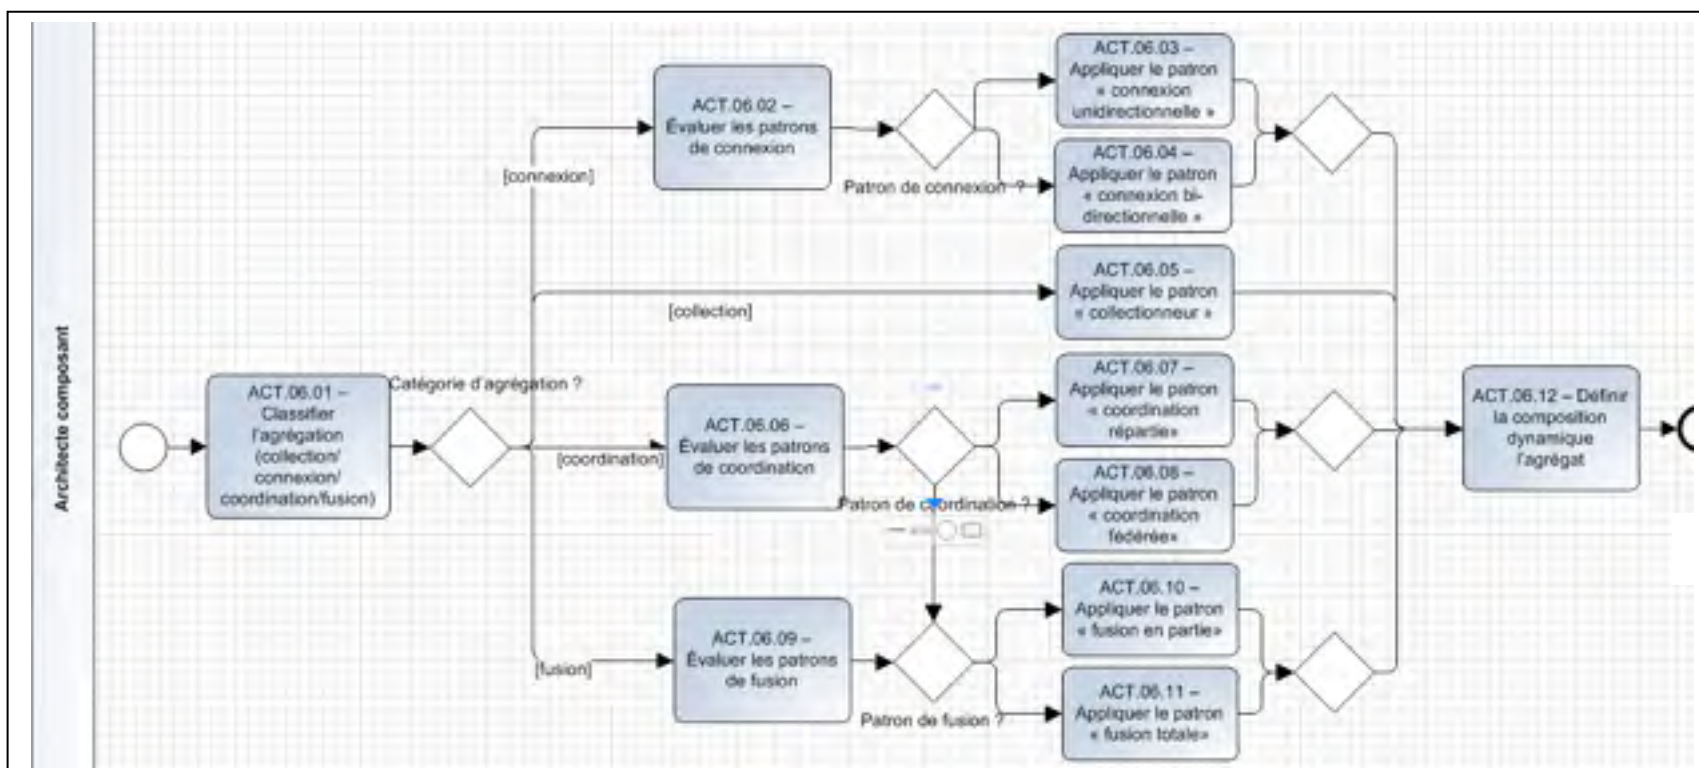 Architecte composant
ACT.06.01 –
Classifier
l'agrégation
(collection/
connexion/
coordination/fusion)
Catégorie d'agrégation ?
[connexion]
ACT.06.02 –
Évaluer les patrons
de connexion
Patron de connexion ?
ACT.06.03 –
Appliquer le patron
« connexion
unidirectionnelle »
ACT.06.04 –
Appliquer le patron
« connexion bi-
directionnelle »
[collection]
ACT.06.05 –
Appliquer le patron
« collectionneur »
[coordination]
ACT.06.06 –
Évaluer les patrons
de coordination
Patron de coordination ?
ACT.06.07 –
Appliquer le patron
« coordination
répartie»
ACT.06.08 –
Appliquer le patron
« coordination
fédérée»
[fusion]
ACT.06.09 –
Évaluer les patrons
de fusion
Patron de fusion ?
ACT.06.10 –
Appliquer le patron
« fusion en partie»
ACT.06.11 –
Appliquer le patron
« fusion totale»
ACT.06.12 – Définir
la composition
dynamique
l'agrégat